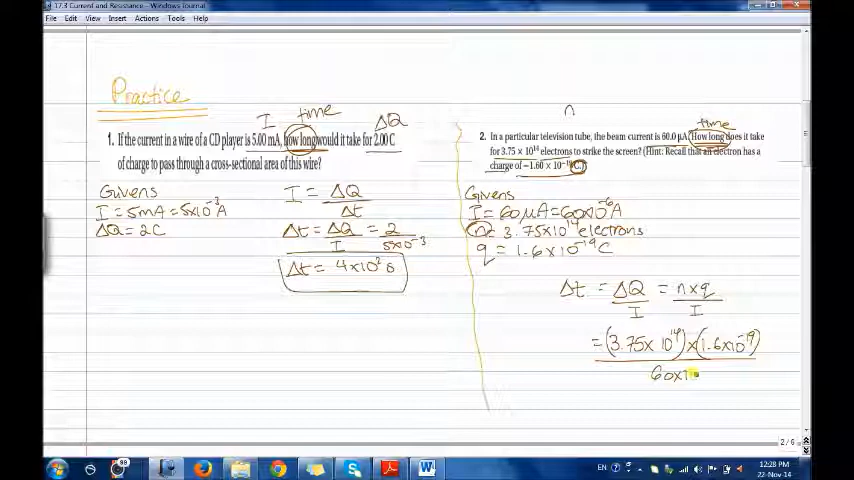 17.3 Current and Resistance - Windows Journal
File Edit View Insert Actions Tools Help
Practice
I time ΔQ
1. If the current in a wire of a CD player is 5.00 mA, how long would it take for 2.00 C
of charge to pass through a cross-sectional area of this wire?
Givens
I = 5mA = 5x10⁻³A
ΔQ = 2C
I = ΔQ / Δt
Δt = ΔQ / I = 2 / 5x10⁻³
Δt = 4x10² s
n
time
2. In a particular television tube, the beam current is 60.0 μA. How long does it take
for 3.75 × 10¹⁴ electrons to strike the screen? (Hint: Recall that an electron has a
charge of −1.60 × 10⁻¹⁹ C.)
Givens
I = 60μA = 60x10⁻⁶A
n = 3.75x10¹⁴ electrons
q = 1.6x10⁻¹⁹ C
Δt = ΔQ / I = n x q / I
= (3.75x10¹⁴) x (1.6x10⁻¹⁹)
60x1
2 / 6
99
EN
12:28 PM
22-Nov-14